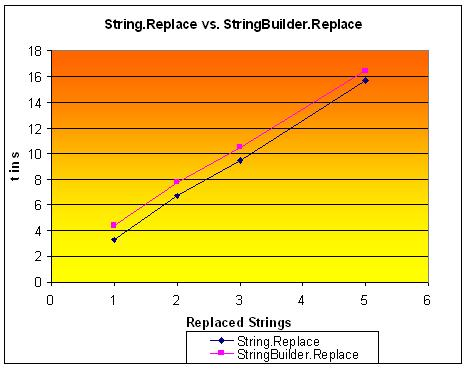 String.Replace vs. StringBuilder.Replace
18
16
14
12
10
8
6
4
2
0
t in s
0 1 2 3 4 5 6
Replaced Strings
String.Replace
StringBuilder.Replace